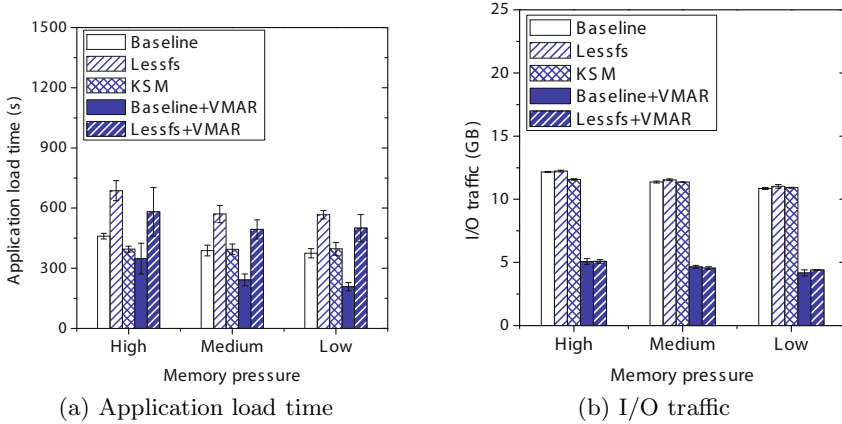 1500
1200
900
600
300
0
Application load time (s)
Baseline
Lessfs
KSM
Baseline+VMAR
Lessfs+VMAR
High Medium Low
Memory pressure
(a) Application load time
25
20
15
10
5
0
I/O traffic (GB)
Baseline
Lessfs
KSM
Baseline+VMAR
Lessfs+VMAR
High Medium Low
Memory pressure
(b) I/O traffic